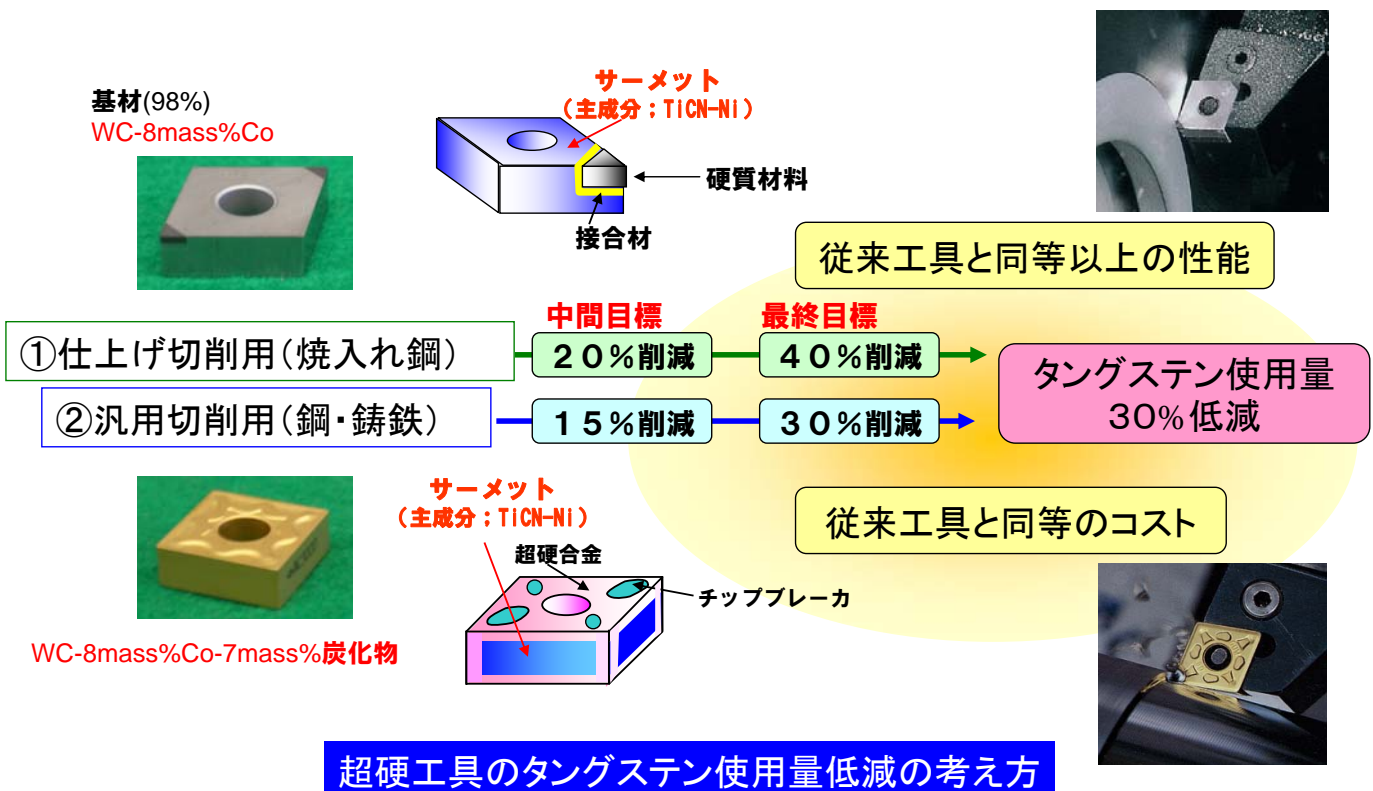 基材(98%)
WC-8mass%Co
サーメット
（主成分；TiCN-Ni）
硬質材料
接合材
従来工具と同等以上の性能
中間目標
最終目標
①仕上げ切削用（焼入れ鋼）
２０％削減
４０％削減
②汎用切削用（鋼・鋳鉄）
１５％削減
３０％削減
タングステン使用量
30%低減
サーメット
（主成分；TiCN-Ni）
超硬合金
チップブレーカ
従来工具と同等のコスト
WC-8mass%Co-7mass%炭化物
超硬工具のタングステン使用量低減の考え方